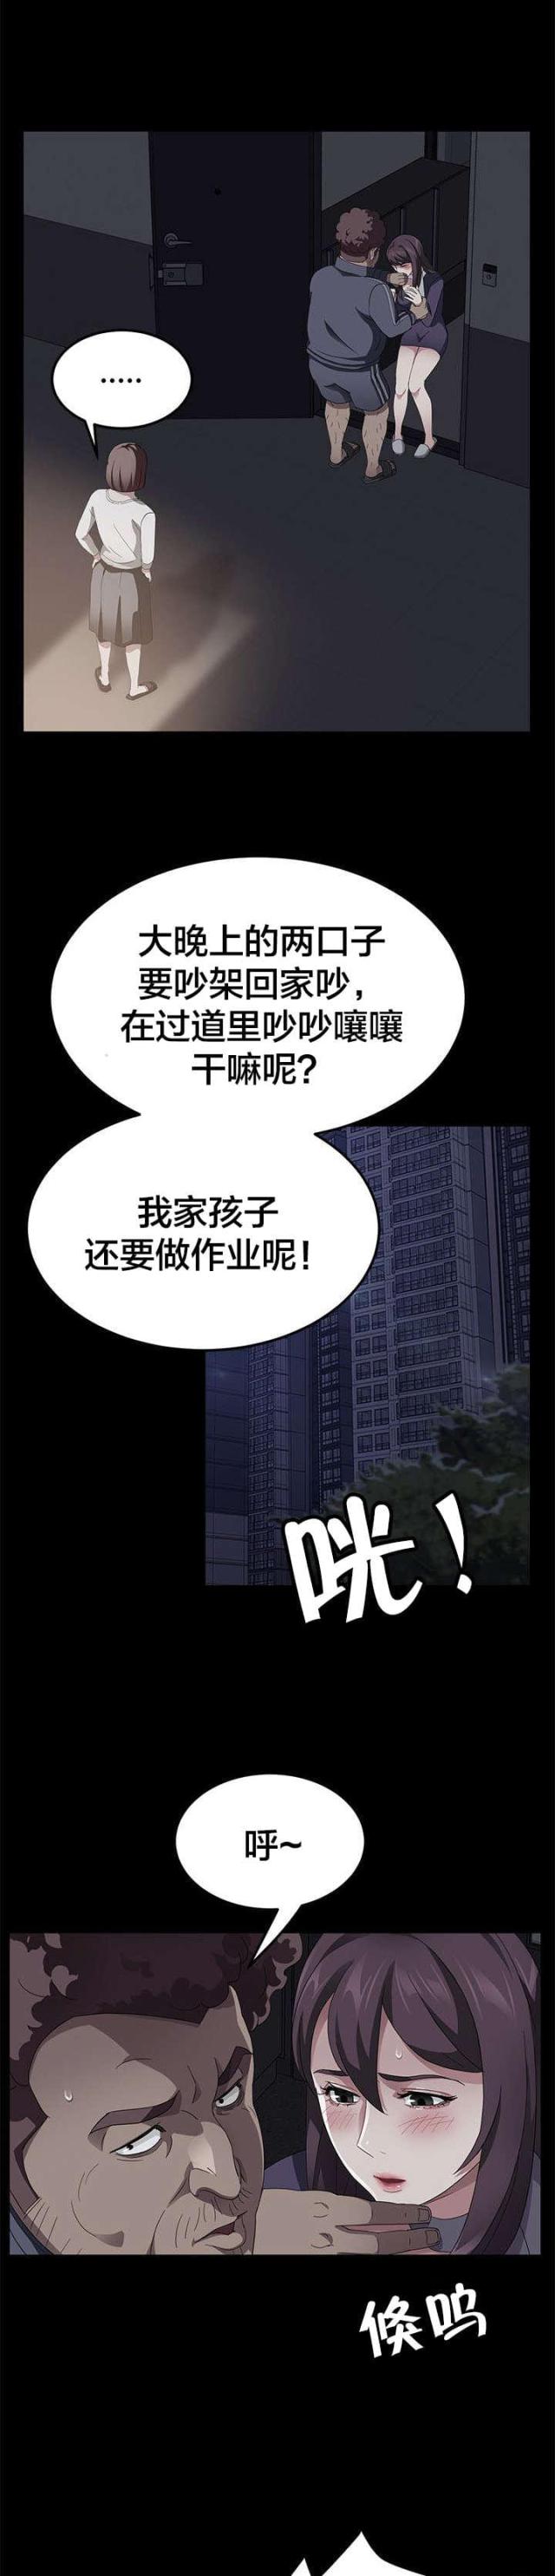 .....
大晚上的两口子
要吵架回家吵，
在过道里吵吵嚷嚷
干嘛呢？
我家孩子
还要做作业呢！
咣！
呼~
倏呜